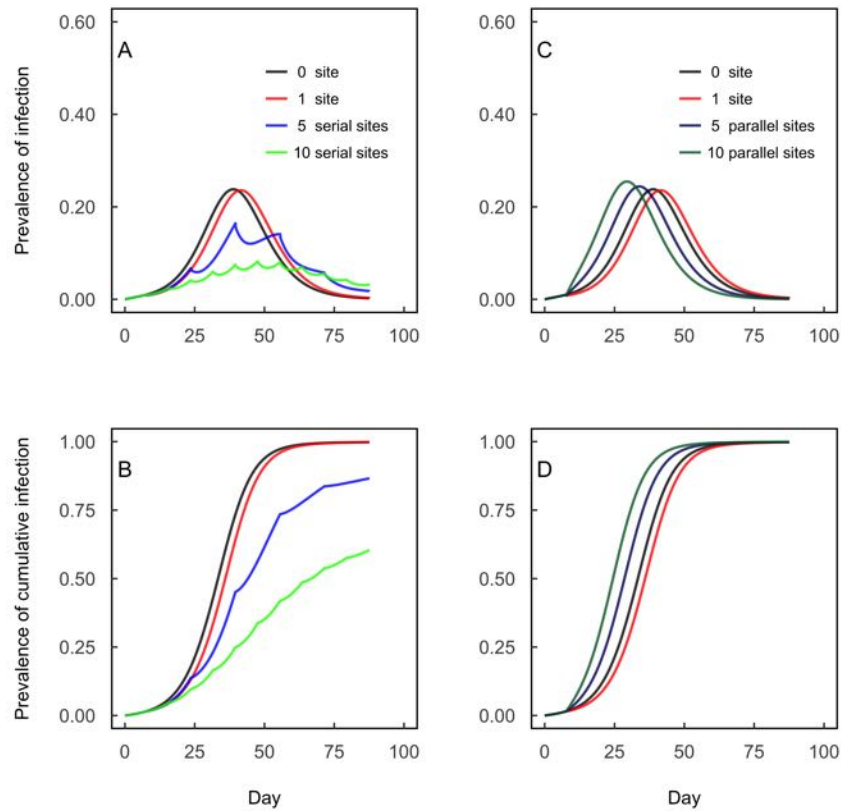 A
0 site
1 site
5 serial sites
10 serial sites
Prevalence of infection
0.60
0.40
0.20
0.00
0
25
50
75
100
C
0 site
1 site
5 parallel sites
10 parallel sites
0.60
0.40
0.20
0.00
0
25
50
75
100
B
Prevalence of cumulative infection
1.00
0.75
0.50
0.25
0.00
0
25
50
75
100
Day
D
1.00
0.75
0.50
0.25
0.00
0
25
50
75
100
Day